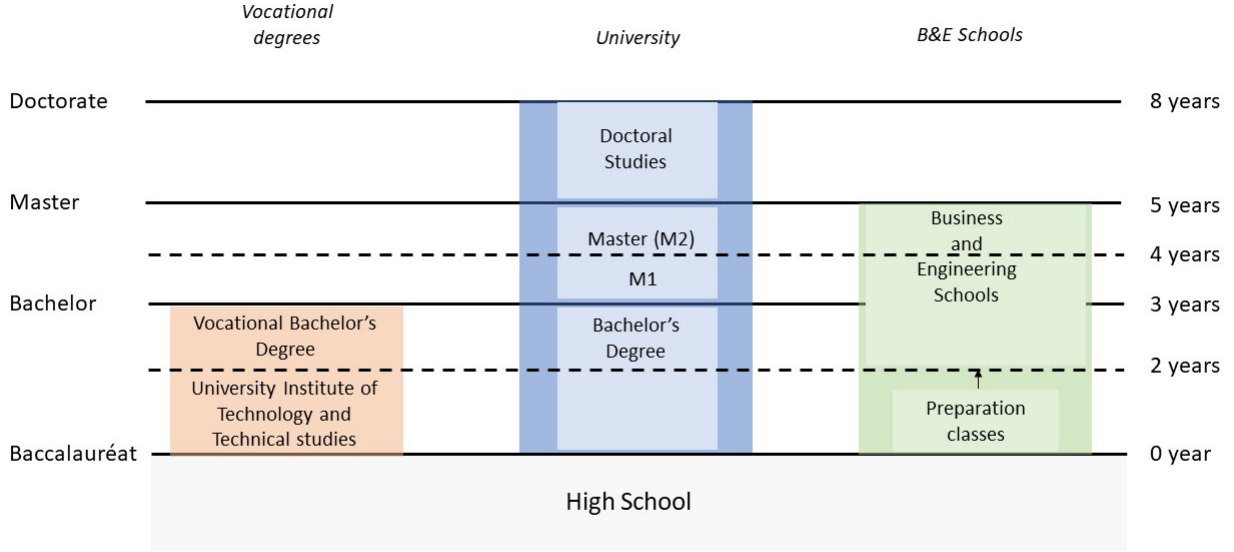 Vocational
degrees
University
B&E Schools
Doctorate
8 years
Doctoral
Studies
Master
5 years
Business
and
Engineering
Schools
Master (M2)
4 years
M1
Bachelor
3 years
Vocational Bachelor's
Degree
Bachelor's
Degree
2 years
University Institute of
Technology and
Technical studies
Preparation
classes
Baccalauréat
0 year
High School